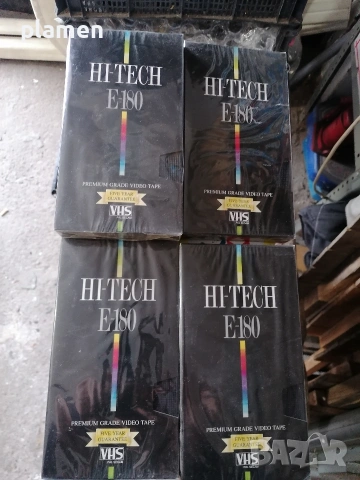 plamen
HI-TECH
E-180
PREMIUM GRADE VIDEO TAPE
FIVE YEAR
GUARANTEE
VHS
HI-TECH
E-180
PREMIUM GRADE VIDEO TAPE
FIVE YEAR
GUARANTEE
VHS
HI-TECH
E-180
PREMIUM GRADE VIDEO TAPE
FIVE YEAR
GUARANTEE
VHS
HI-TECH
E-180
PREMIUM GRADE VIDEO TAPE
FIVE YEAR
GUARANTEE
VHS
BAZAR